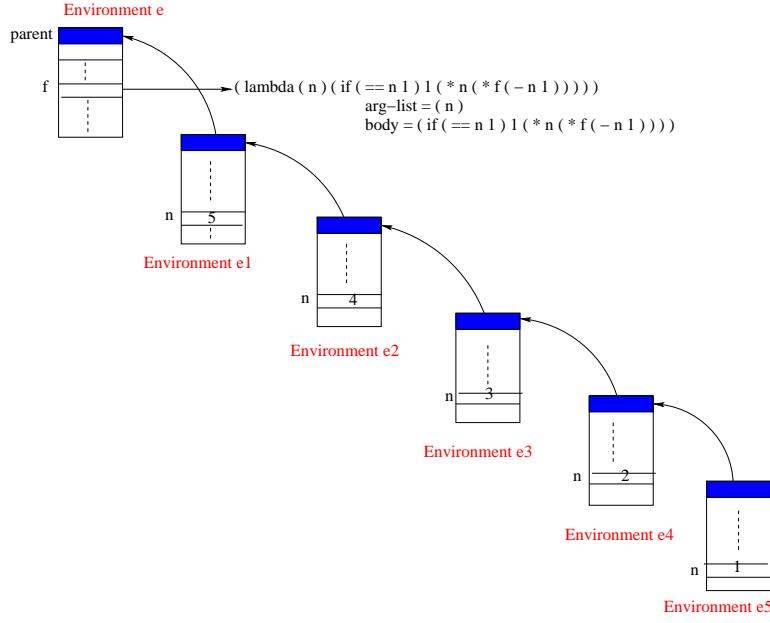 Environment e
parent
f
( lambda ( n ) ( if ( == n 1 ) 1 ( * n ( * f ( − n 1 ) ) ) ) )
arg−list = ( n )
body = ( if ( == n 1 ) 1 ( * n ( * f ( − n 1 ) ) ) )
n 5
Environment e1
n 4
Environment e2
n 3
Environment e3
n 2
Environment e4
n 1
Environment e5